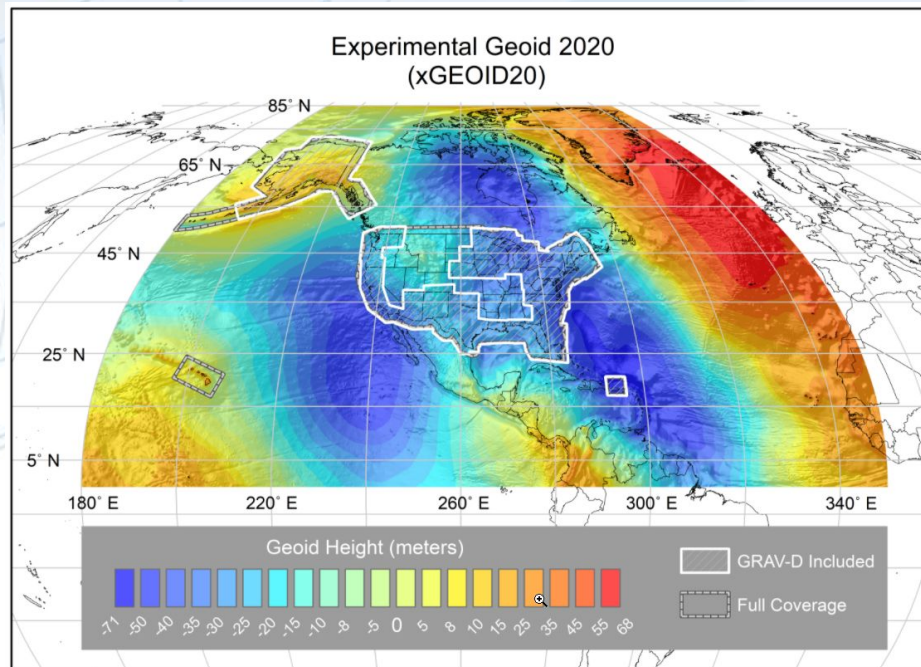 Experimental Geoid 2020
(xGEOID20)
85° N
65° N
45° N
25° N
5° N
180° E 220° E 260° E 300° E 340° E
Geoid Height (meters)
-71 -50 -40 -35 -30 -25 -20 -15 -10 -8 -5 0 5 8 10 15 25 35 45 55 68
GRAV-D Included
Full Coverage